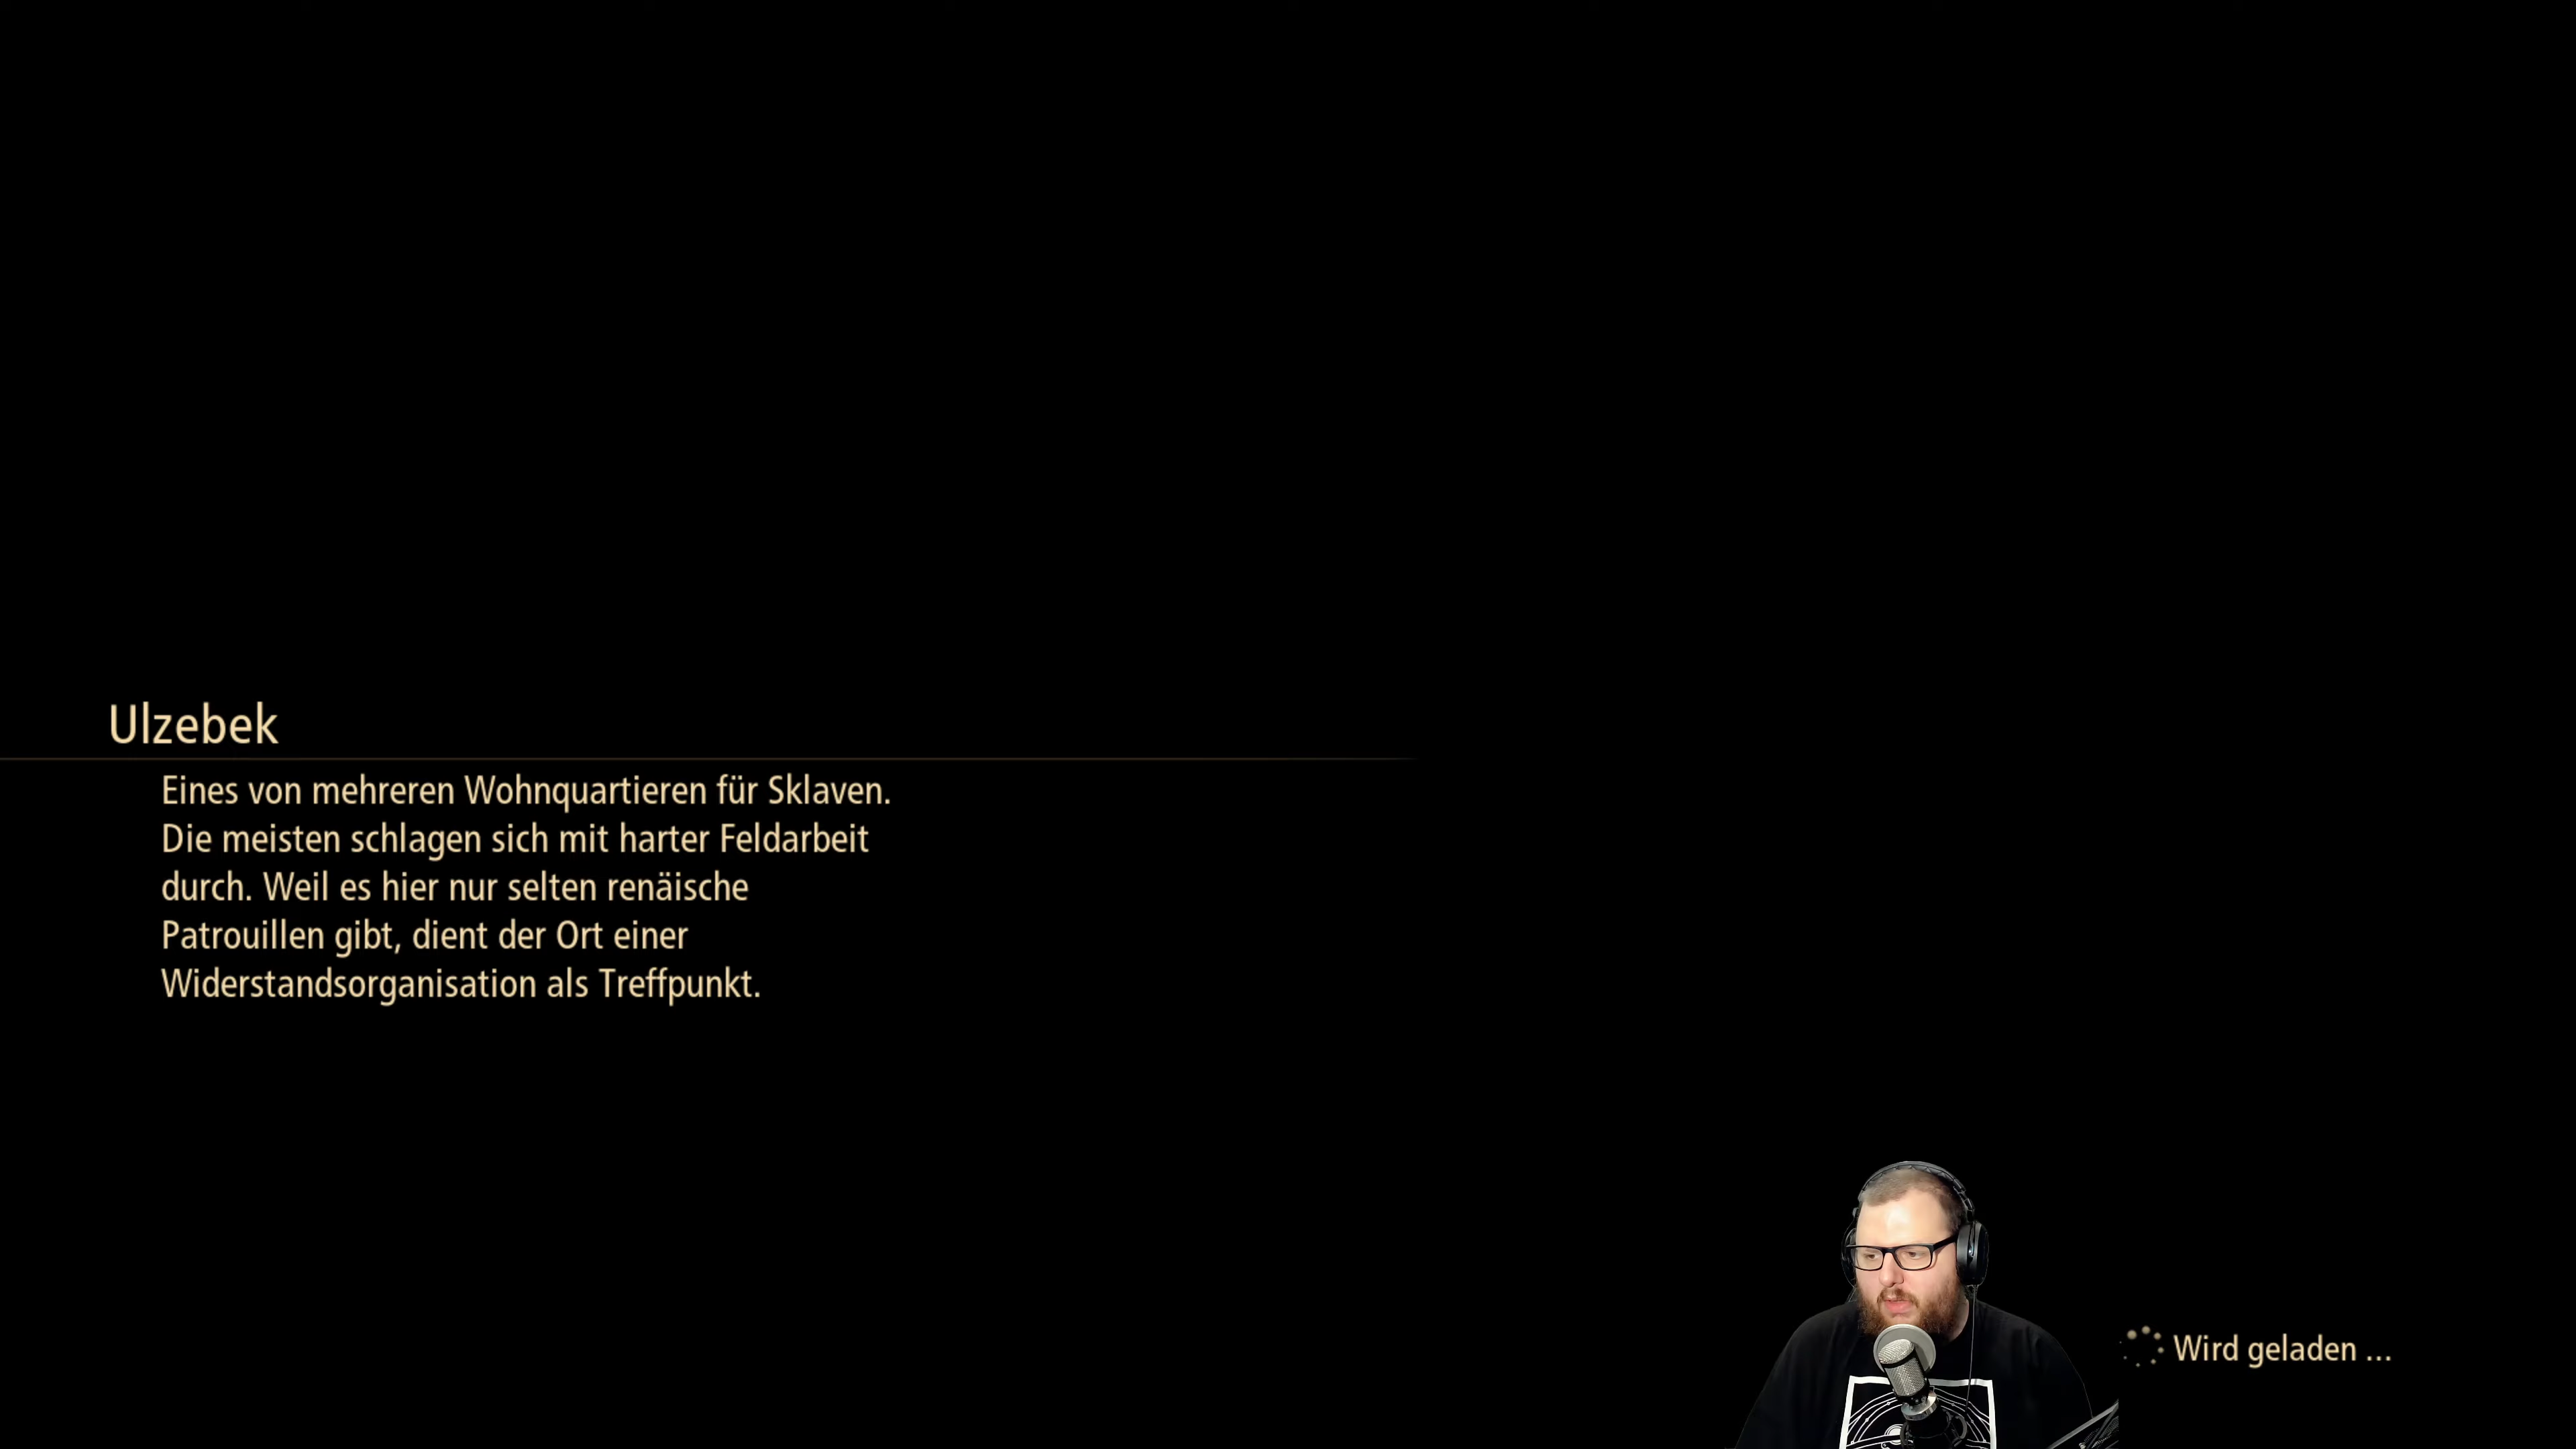 Ulzebek
Eines von mehreren Wohnquartieren für Sklaven.
Die meisten schlagen sich mit harter Feldarbeit
durch. Weil es hier nur selten renäische
Patrouillen gibt, dient der Ort einer
Widerstandsorganisation als Treffpunkt.
Wird geladen ...